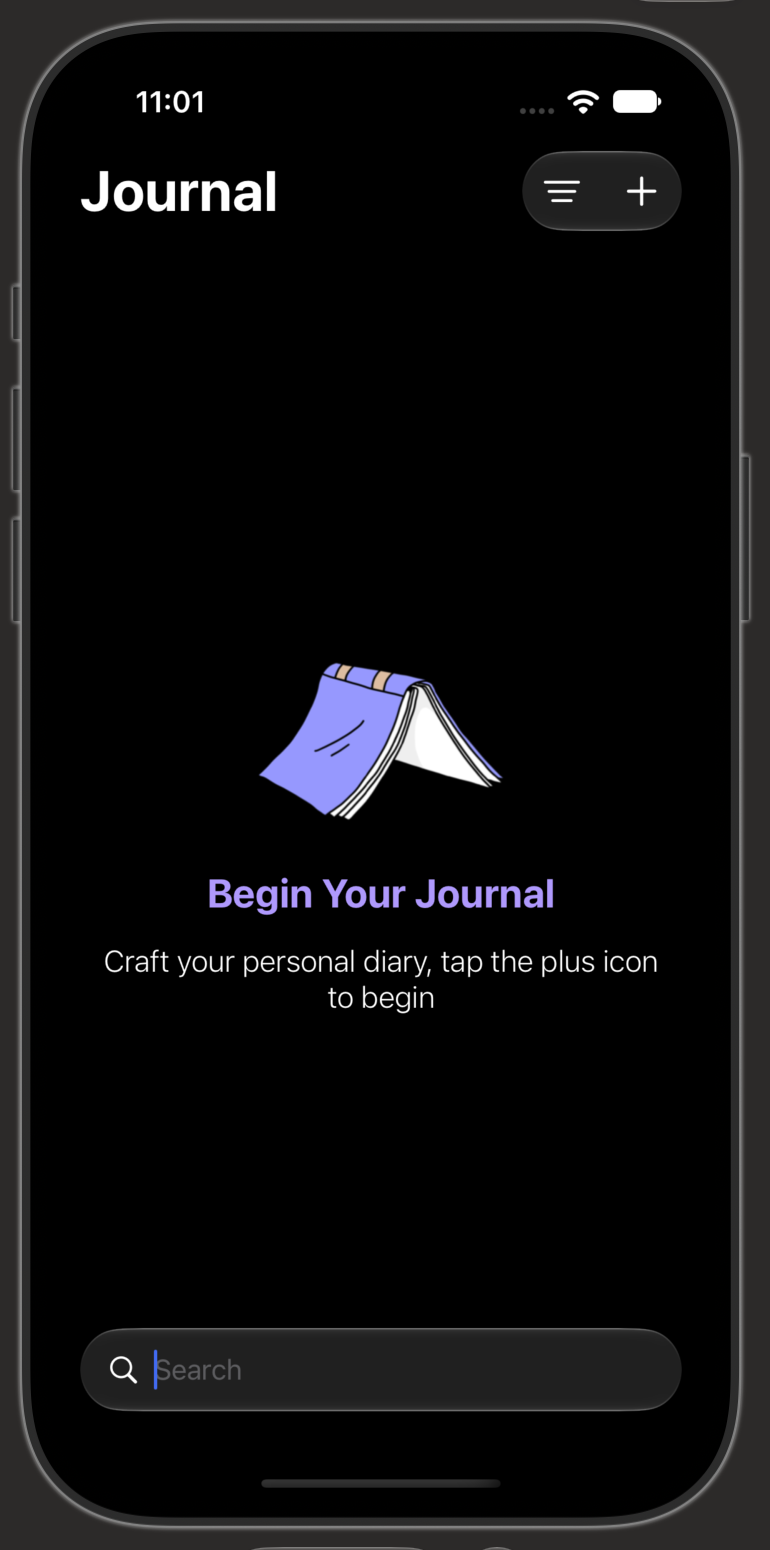 11:01
Journal
Begin Your Journal
Craft your personal diary, tap the plus icon
to begin
Search